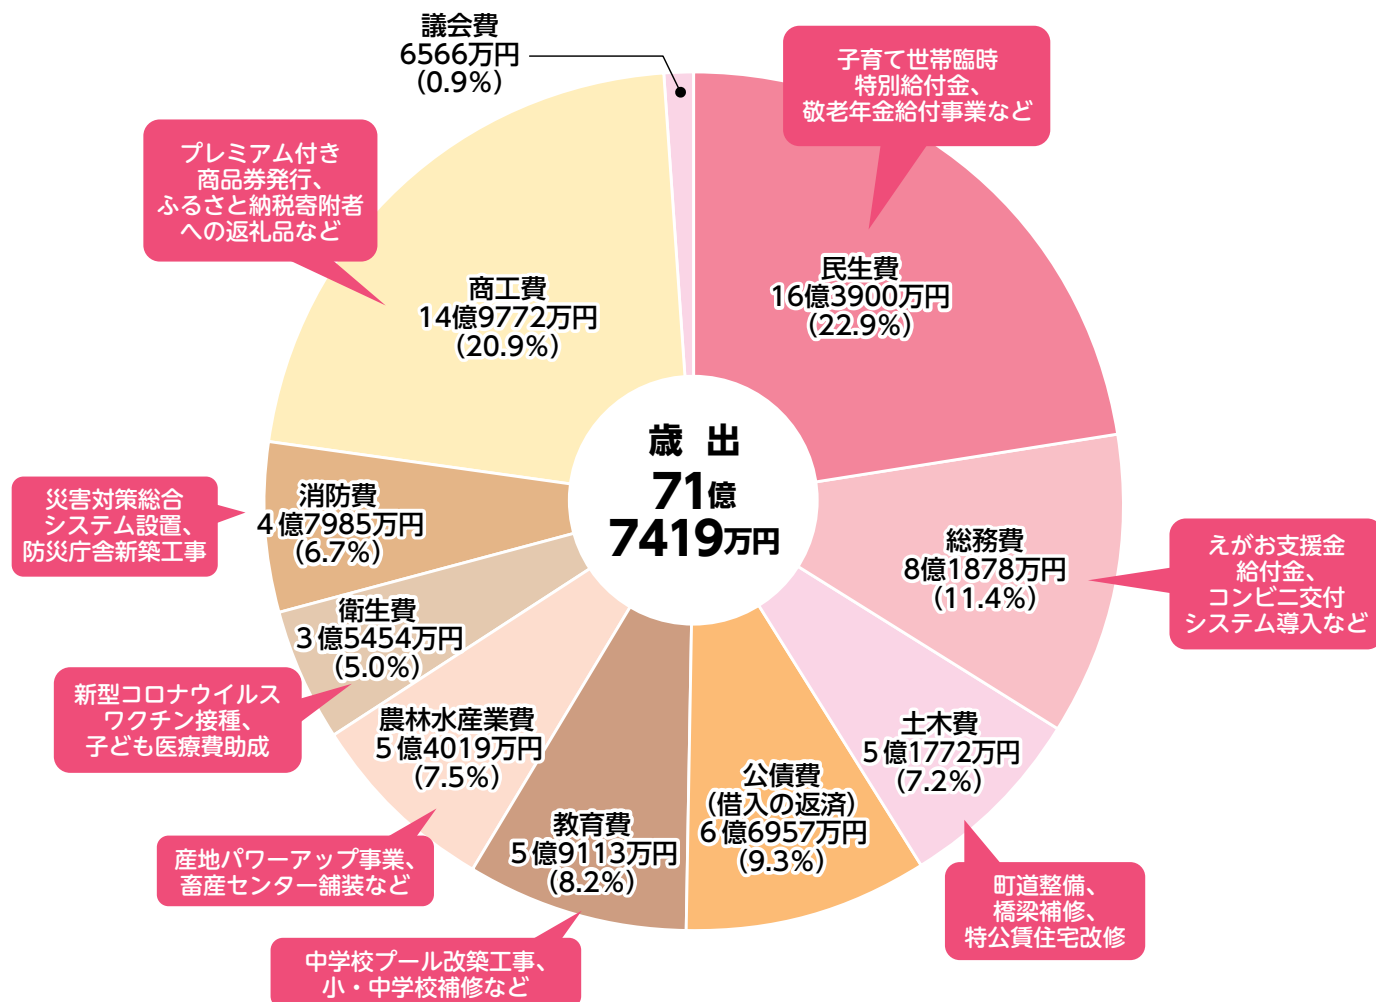 議会費
6566万円
(0.9%)
子育て世帯臨時
特別給付金、
敬老年金給付事業など
プレミアム付き
商品券発行、
ふるさと納税寄附者
への返礼品など
民生費
16億3900万円
(22.9%)
商工費
14億9772万円
(20.9%)
歳 出
71億
7419万円
災害対策総合
システム設置、
防災庁舎新築工事
消防費
4億7985万円
(6.7%)
総務費
8億1878万円
(11.4%)
えがお支援金
給付金、
コンビニ交付
システム導入など
衛生費
3億5454万円
(5.0%)
新型コロナウイルス
ワクチン接種、
子ども医療費助成
農林水産業費
5億4019万円
(7.5%)
土木費
5億1772万円
(7.2%)
公債費
(借入の返済)
6億6957万円
(9.3%)
教育費
5億9113万円
(8.2%)
産地パワーアップ事業、
畜産センター舗装など
町道整備、
橋梁補修、
特公賃住宅改修
中学校プール改築工事、
小・中学校補修など